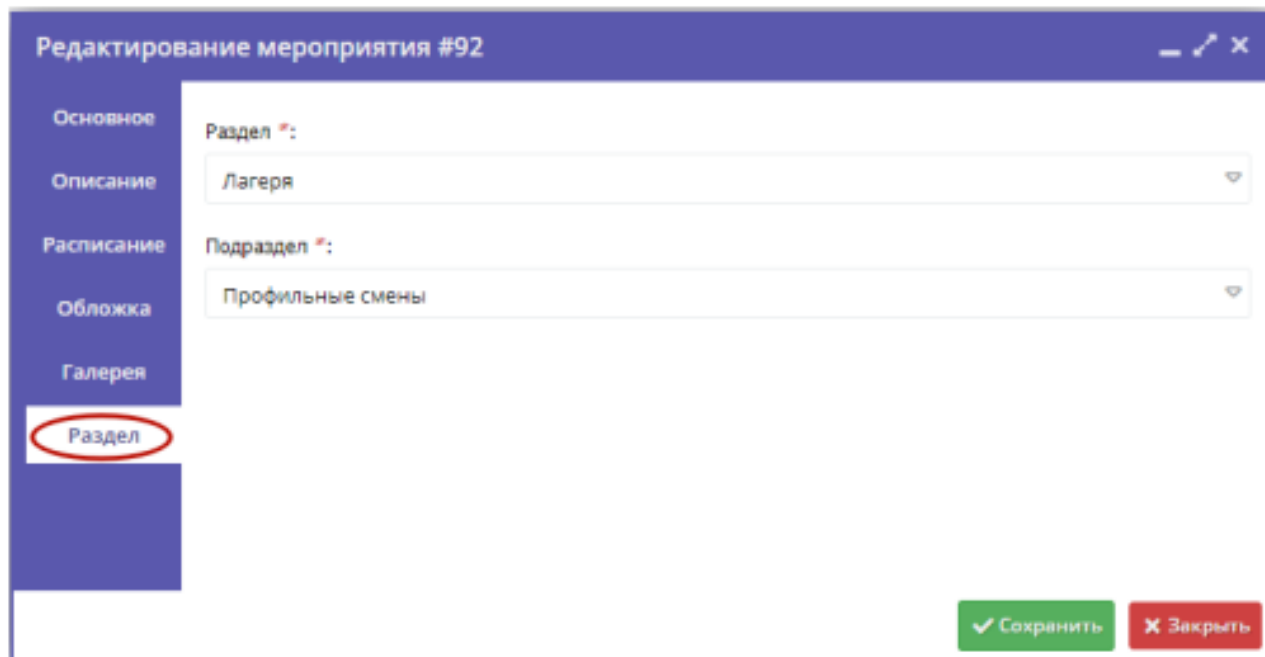 Редактирование мероприятия #92
Основное
Описание
Расписание
Обложка
Галерея
Раздел
Раздел *:
Лагеря
Подраздел *:
Профильные смены
Сохранить
Закрыть